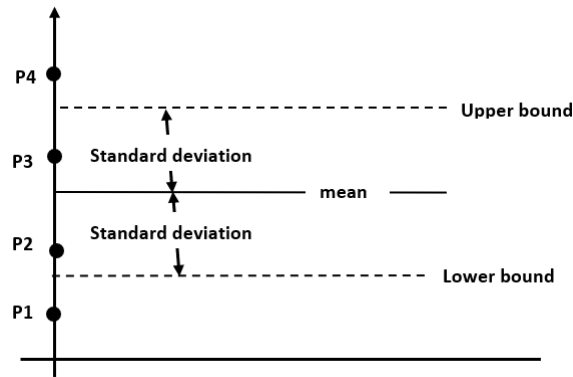 P4
Upper bound
Standard deviation
P3
mean
Standard deviation
P2
Lower bound
P1